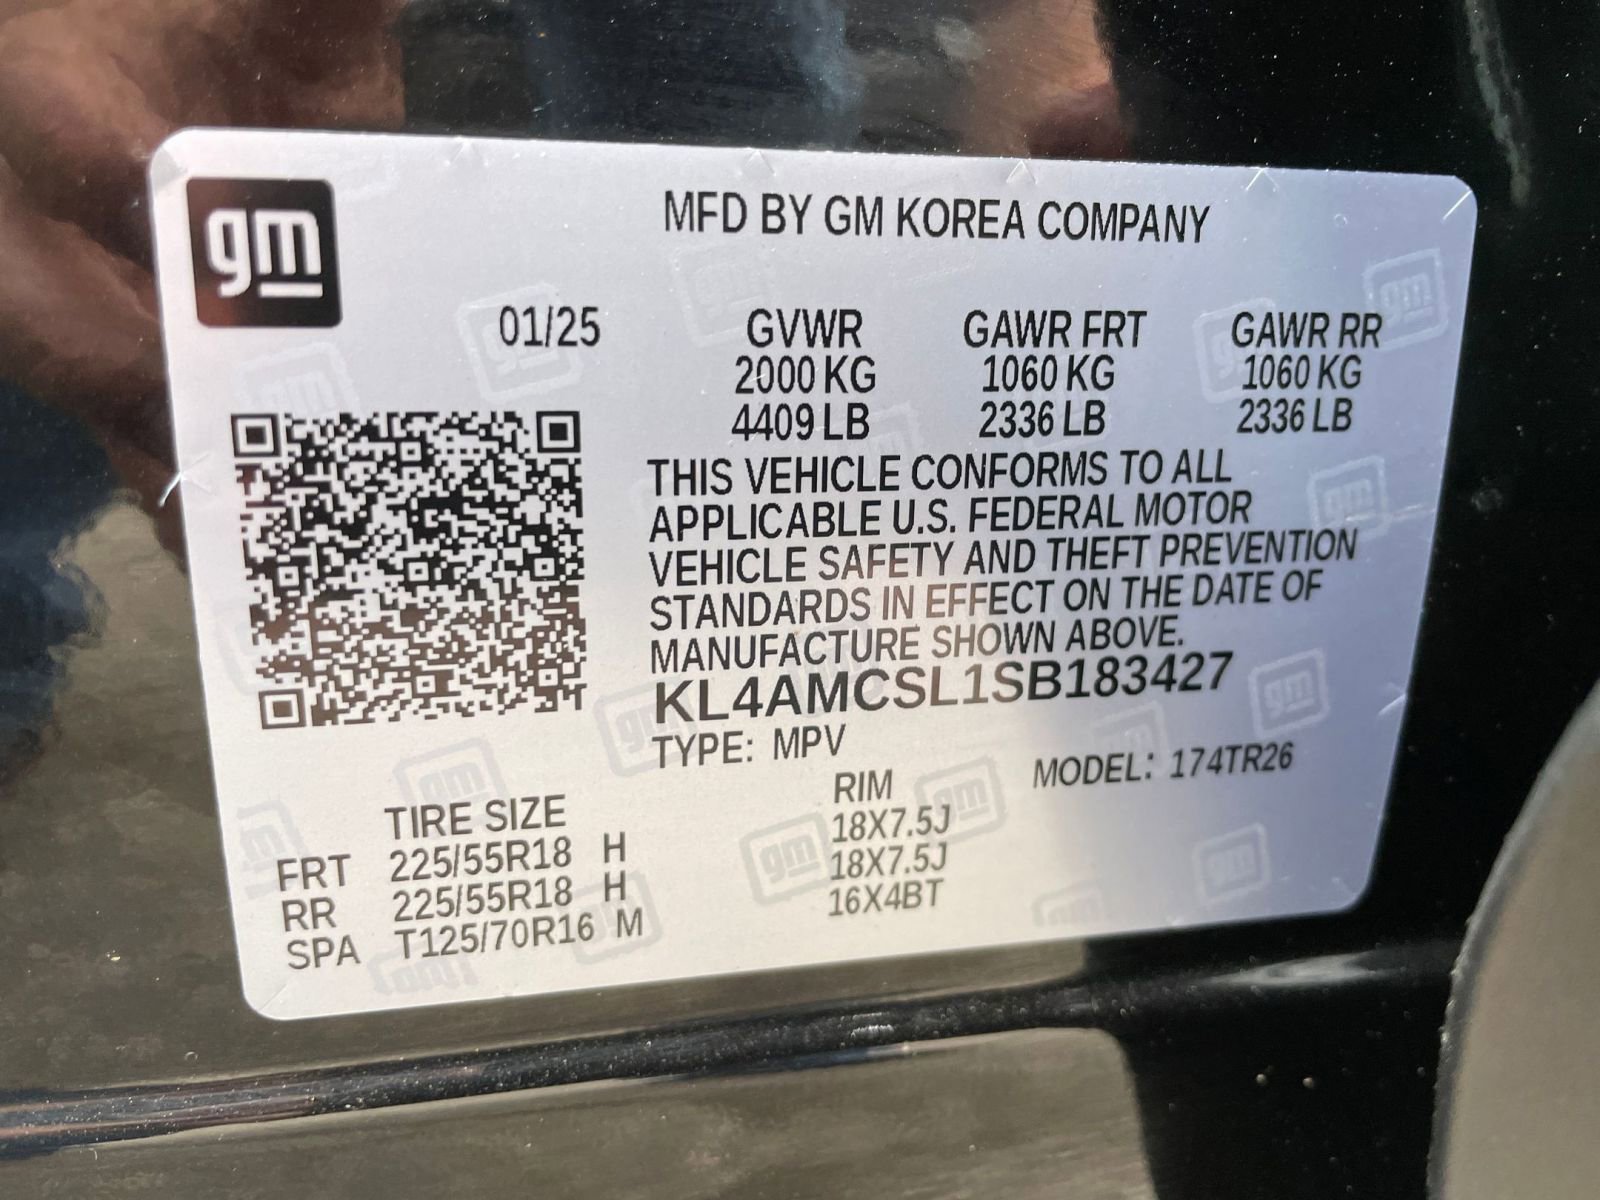 gm
MFD BY GM KOREA COMPANY
01/25 GVWR GAWR FRT GAWR RR
2000 KG 1060 KG 1060 KG
4409 LB 2336 LB 2336 LB
THIS VEHICLE CONFORMS TO ALL
APPLICABLE U.S. FEDERAL MOTOR
VEHICLE SAFETY AND THEFT PREVENTION
STANDARDS IN EFFECT ON THE DATE OF
MANUFACTURE SHOWN ABOVE.
KL4AMCSL1SB183427
TYPE: MPV MODEL: 174TR26
TIRE SIZE RIM
FRT 225/55R18 H 18X7.5J
RR 225/55R18 H 18X7.5J
SPA T125/70R16 M 16X4BT